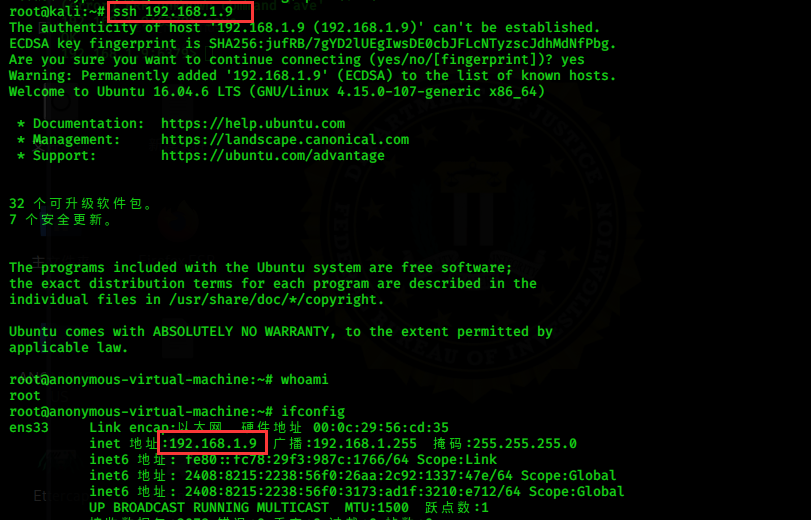 root@kali:~# ssh 192.168.1.9
The authenticity of host '192.168.1.9 (192.168.1.9)' can't be established.
ECDSA key fingerprint is SHA256:jufRB/7gYD2lUEgIwsDE0cbJFLcNTyzscJdhMdNfPbg.
Are you sure you want to continue connecting (yes/no/[fingerprint])? yes
Warning: Permanently added '192.168.1.9' (ECDSA) to the list of known hosts.
Welcome to Ubuntu 16.04.6 LTS (GNU/Linux 4.15.0-107-generic x86_64)
* Documentation: https://help.ubuntu.com
* Management: https://landscape.canonical.com
* Support: https://ubuntu.com/advantage
32 个可升级软件包。
7 个安全更新。
The programs included with the Ubuntu system are free software;
the exact distribution terms for each program are described in the
individual files in /usr/share/doc/*/copyright.
Ubuntu comes with ABSOLUTELY NO WARRANTY, to the extent permitted by
applicable law.
root@anonymous-virtual-machine:~# whoami
root
root@anonymous-virtual-machine:~# ifconfig
ens33 Link encap:以太网 硬件地址 00:0c:29:56:cd:35
inet 地址:192.168.1.9 广播:192.168.1.255 掩码:255.255.255.0
inet6 地址: fe80::fc78:29f3:987c:1766/64 Scope:Link
inet6 地址: 2408:8215:2238:56f0:26aa:2c92:1337:47e/64 Scope:Global
inet6 地址: 2408:8215:2238:56f0:3173:ad1f:3210:e712/64 Scope:Global
UP BROADCAST RUNNING MULTICAST MTU:1500 跃点数:1